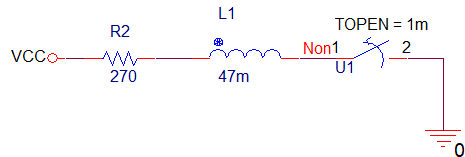 L1
R2
TOPEN = 1m
VCC
Non1
2
270
47m
U1
0